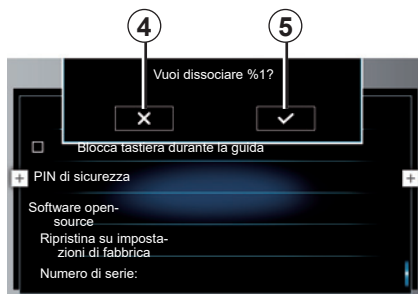 4 5
Vuoi dissociare %1?
Blocca tastiera durante la guida
PIN di sicurezza
Software open-
source
Ripristina su imposta-
zioni di fabbrica
Numero di serie: